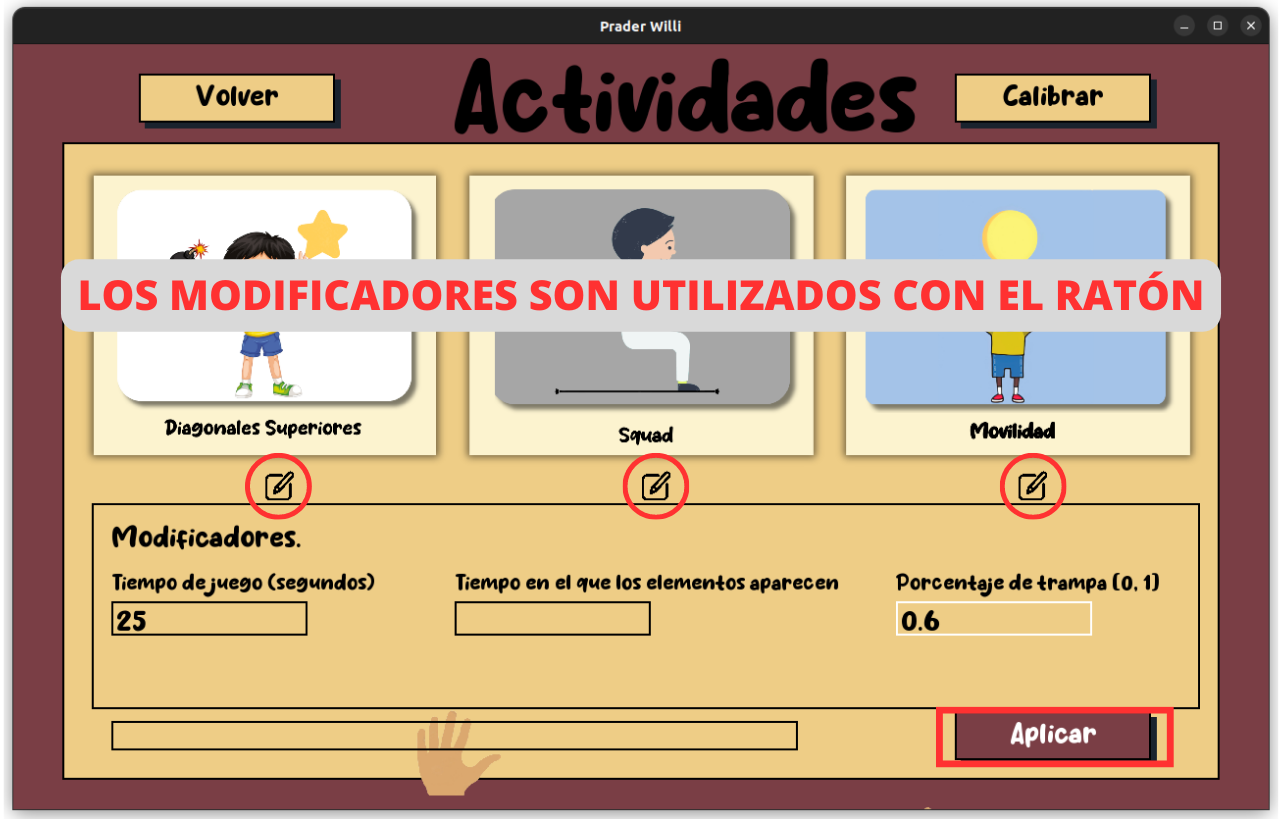 Prader Willi
Volver
Actividades
Calibrar
LOS MODIFICADORES SON UTILIZADOS CON EL RATÓN
Diagonales Superiores
Squad
Movilidad
Modificadores.
Tiempo de juego (segundos)
Tiempo en el que los elementos aparecen
Porcentaje de trampa (0, 1)
25
0.6
Aplicar